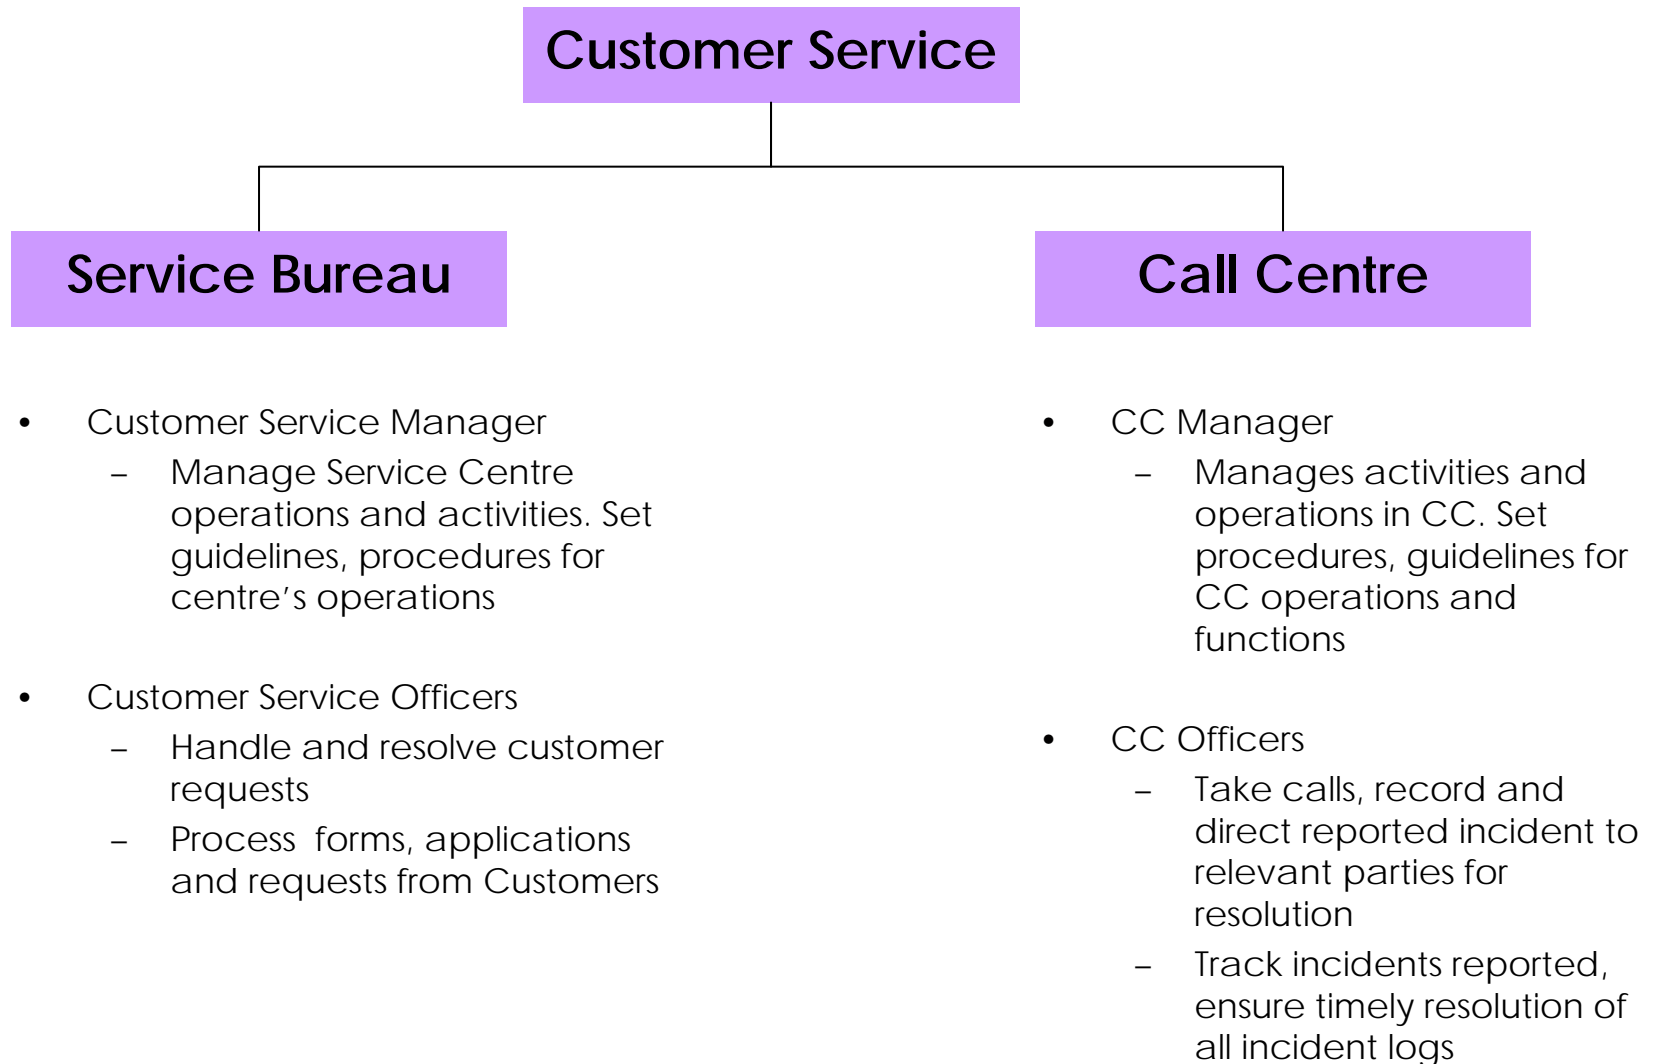 Customer Service
Service Bureau
Call Centre
• Customer Service Manager
– Manage Service Centre
operations and activities. Set
guidelines, procedures for
centre’s operations
• Customer Service Officers
– Handle and resolve customer
requests
– Process  forms, applications
and requests from Customers
• CC Manager
– Manages activities and
operations in CC. Set
procedures, guidelines for
CC operations and
functions
• CC Officers
– Take calls, record and
direct reported incident to
relevant parties for
resolution
– Track incidents reported,
ensure timely resolution of
all incident logs